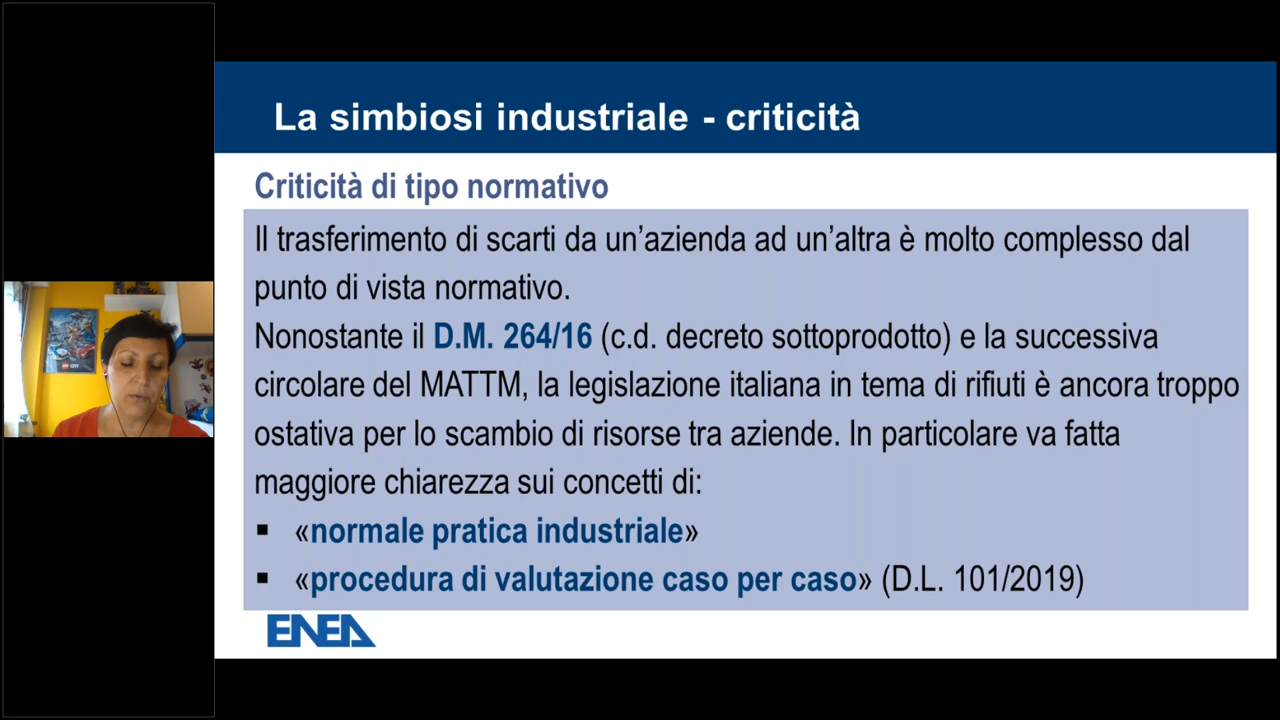 La simbiosi industriale - criticità
Criticità di tipo normativo
Il trasferimento di scarti da un’azienda ad un’altra è molto complesso dal
punto di vista normativo.
Nonostante il D.M. 264/16 (c.d. decreto sottoprodotto) e la successiva
circolare del MATTM, la legislazione italiana in tema di rifiuti è ancora troppo
ostativa per lo scambio di risorse tra aziende. In particolare va fatta
maggiore chiarezza sui concetti di:
▪ «normale pratica industriale»
▪ «procedura di valutazione caso per caso» (D.L. 101/2019)
ENEA